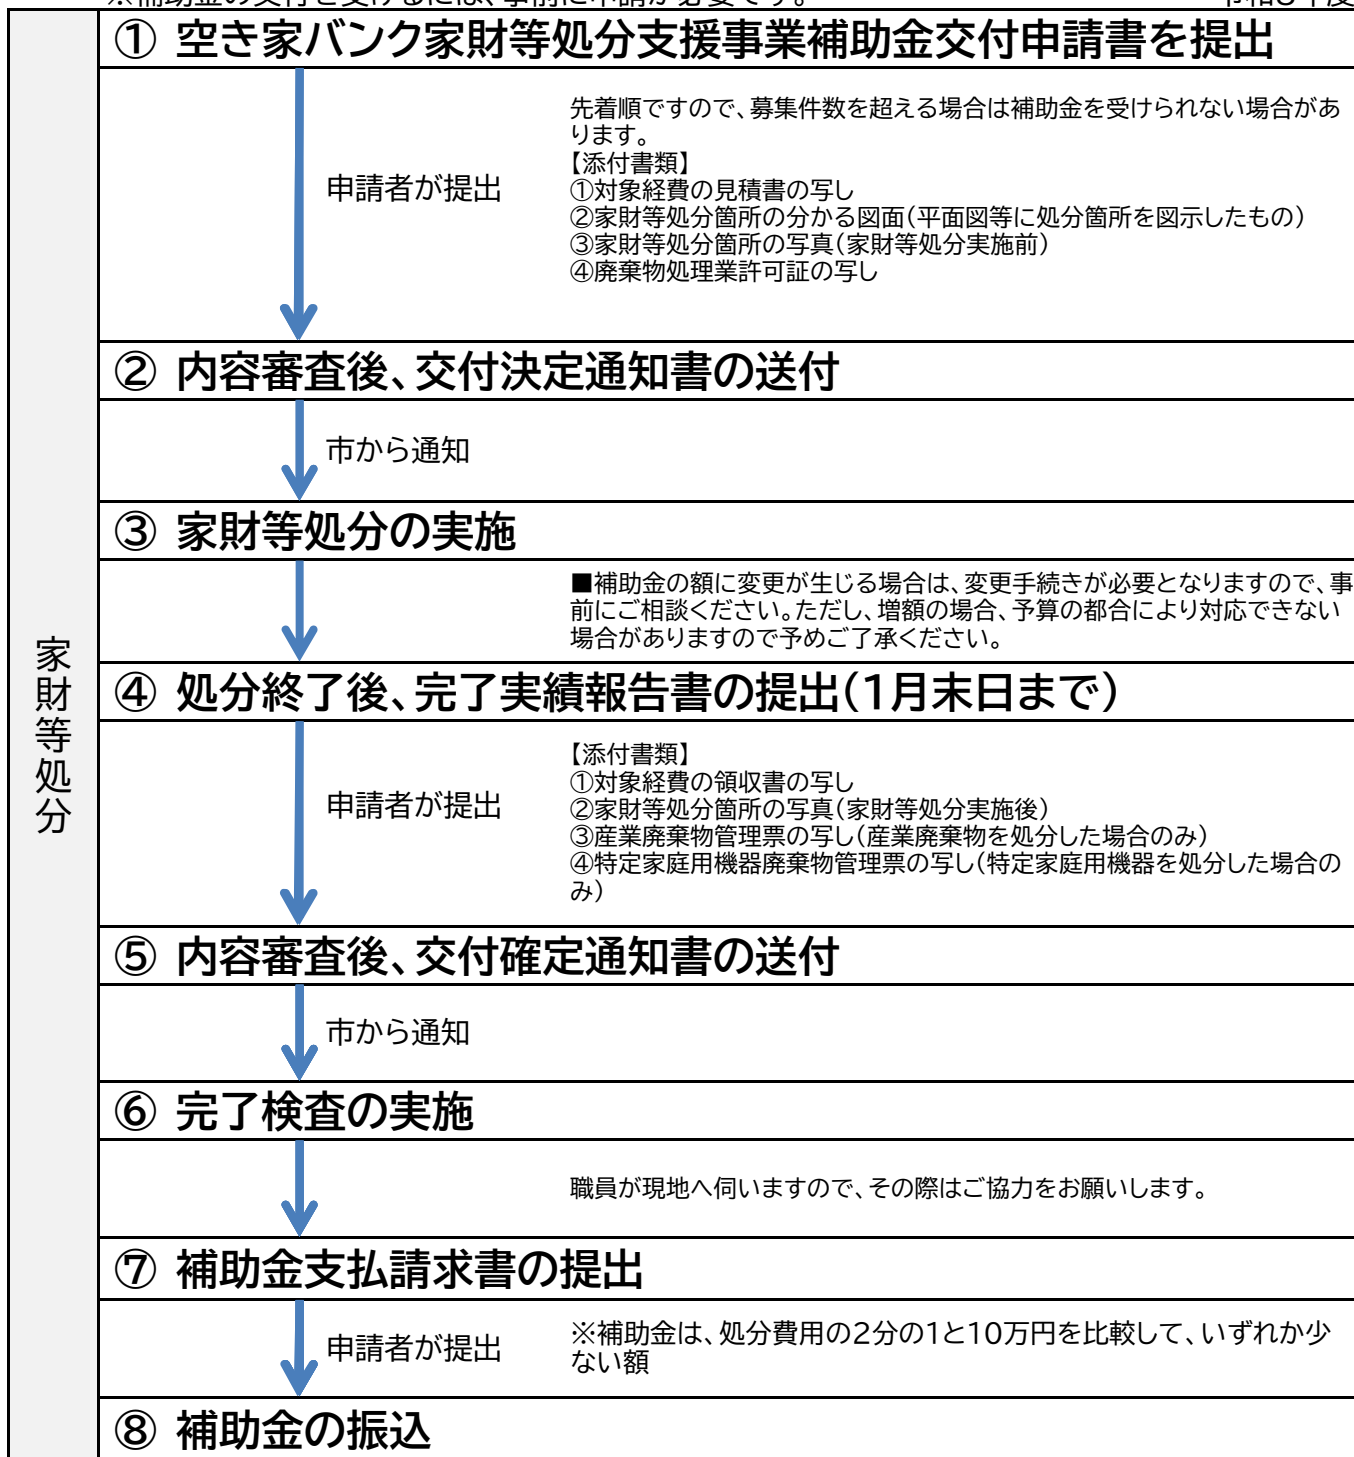 ① 空き家バンク家財等処分支援事業補助金交付申請書を提出
先着順ですので、募集件数を超える場合は補助金を受けられない場合があ
ります。
【添付書類】
申請者が提出
①対象経費の見積書の写し
②家財等処分箇所の分かる図面(平面図等に処分箇所を図示したもの)
③家財等処分箇所の写真(家財等処分実施前)
④廃棄物処理業許可証の写し
② 内容審査後、交付決定通知書の送付
市から通知
③ 家財等処分の実施
■補助金の額に変更が生じる場合は、変更手続きが必要となりますので、事
前にご相談ください。ただし、増額の場合、予算の都合により対応できない
場合がありますので予めご了承ください。
家財等処分
④ 処分終了後、完了実績報告書の提出(1月末日まで)
【添付書類】
①対象経費の領収書の写し
申請者が提出
②家財等処分箇所の写真(家財等処分実施後)
③産業廃棄物管理票の写し(産業廃棄物を処分した場合のみ)
④特定家庭用機器廃棄物管理票の写し(特定家庭用機器を処分した場合の
み)
⑤ 内容審査後、交付確定通知書の送付
市から通知
⑥ 完了検査の実施
職員が現地へ伺いますので、その際はご協力をお願いします。
⑦ 補助金支払請求書の提出
申請者が提出
※補助金は、処分費用の2分の1と10万円を比較して、いずれか少
ない額
⑧ 補助金の振込